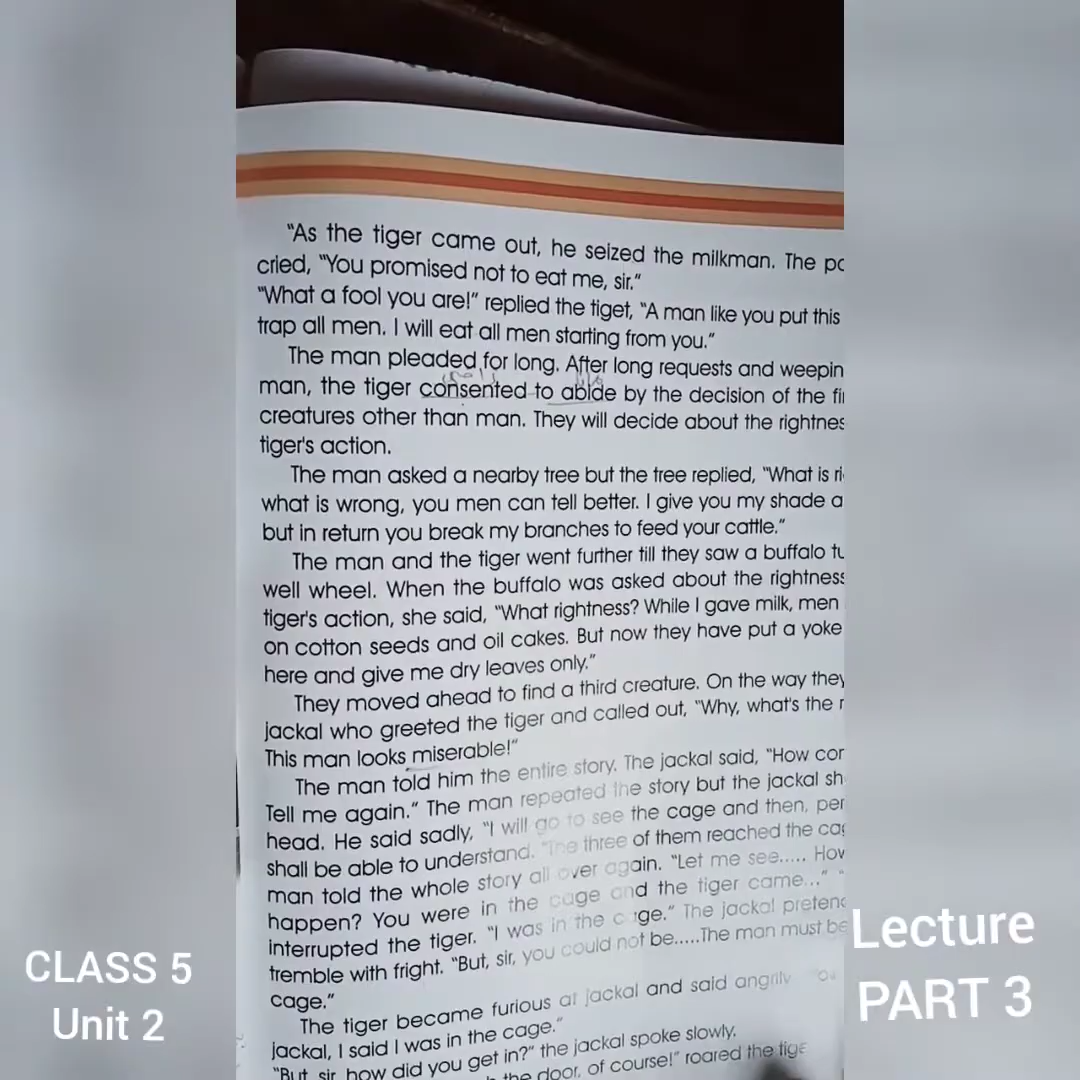 "As the tiger came out, he seized the milkman. The
cried, "You promised not to eat me, sir."
"What a fool you are!" replied the tiget, "A man like you put this
trap all men. I will eat all men starting from you."
The man pleaded for long. After long requests and
man, the tiger consented to abide by the decision of the
creatures other than man. They will decide about the
tiger's action.
The man asked a nearby tree but the tree replied, "What is
what is wrong, you men can tell better. I give you my shade
but in return you break my branches to feed your cattle."
The man and the tiger went further till they saw a buffalo
well wheel. When the buffalo was asked about the
tiger's action, she said, "What rightness? While I gave milk, men
on cotton seeds and oil cakes. But now they have put a yoke
here and give me dry leaves only."
They moved ahead to find a third creature. On the way they
jackal who greeted the tiger and called out, "Why, what's the
This man looks miserable!"
The man told him the entire story. The jackal said, "How
Tell me again." The man repeated the story but the jackal
head. He said sadly, "I will go to see the cage and then,
shall be able to understand. "The three of them reached the
man told the whole story all over again. "Let me see.....
happen? You were in the cage and the tiger came..."
interrupted the tiger. "I was in the cage." The jackal
tremble with fright. "But, sir, you could not be.....The man must be
cage."
The tiger became furious at jackal and said angrily
jackal, I said I was in the cage."
"But, sir, how did you get in?" the jackal spoke slowly.
the door, of course!" roared the
CLASS 5
Unit 2
Lecture
PART 3